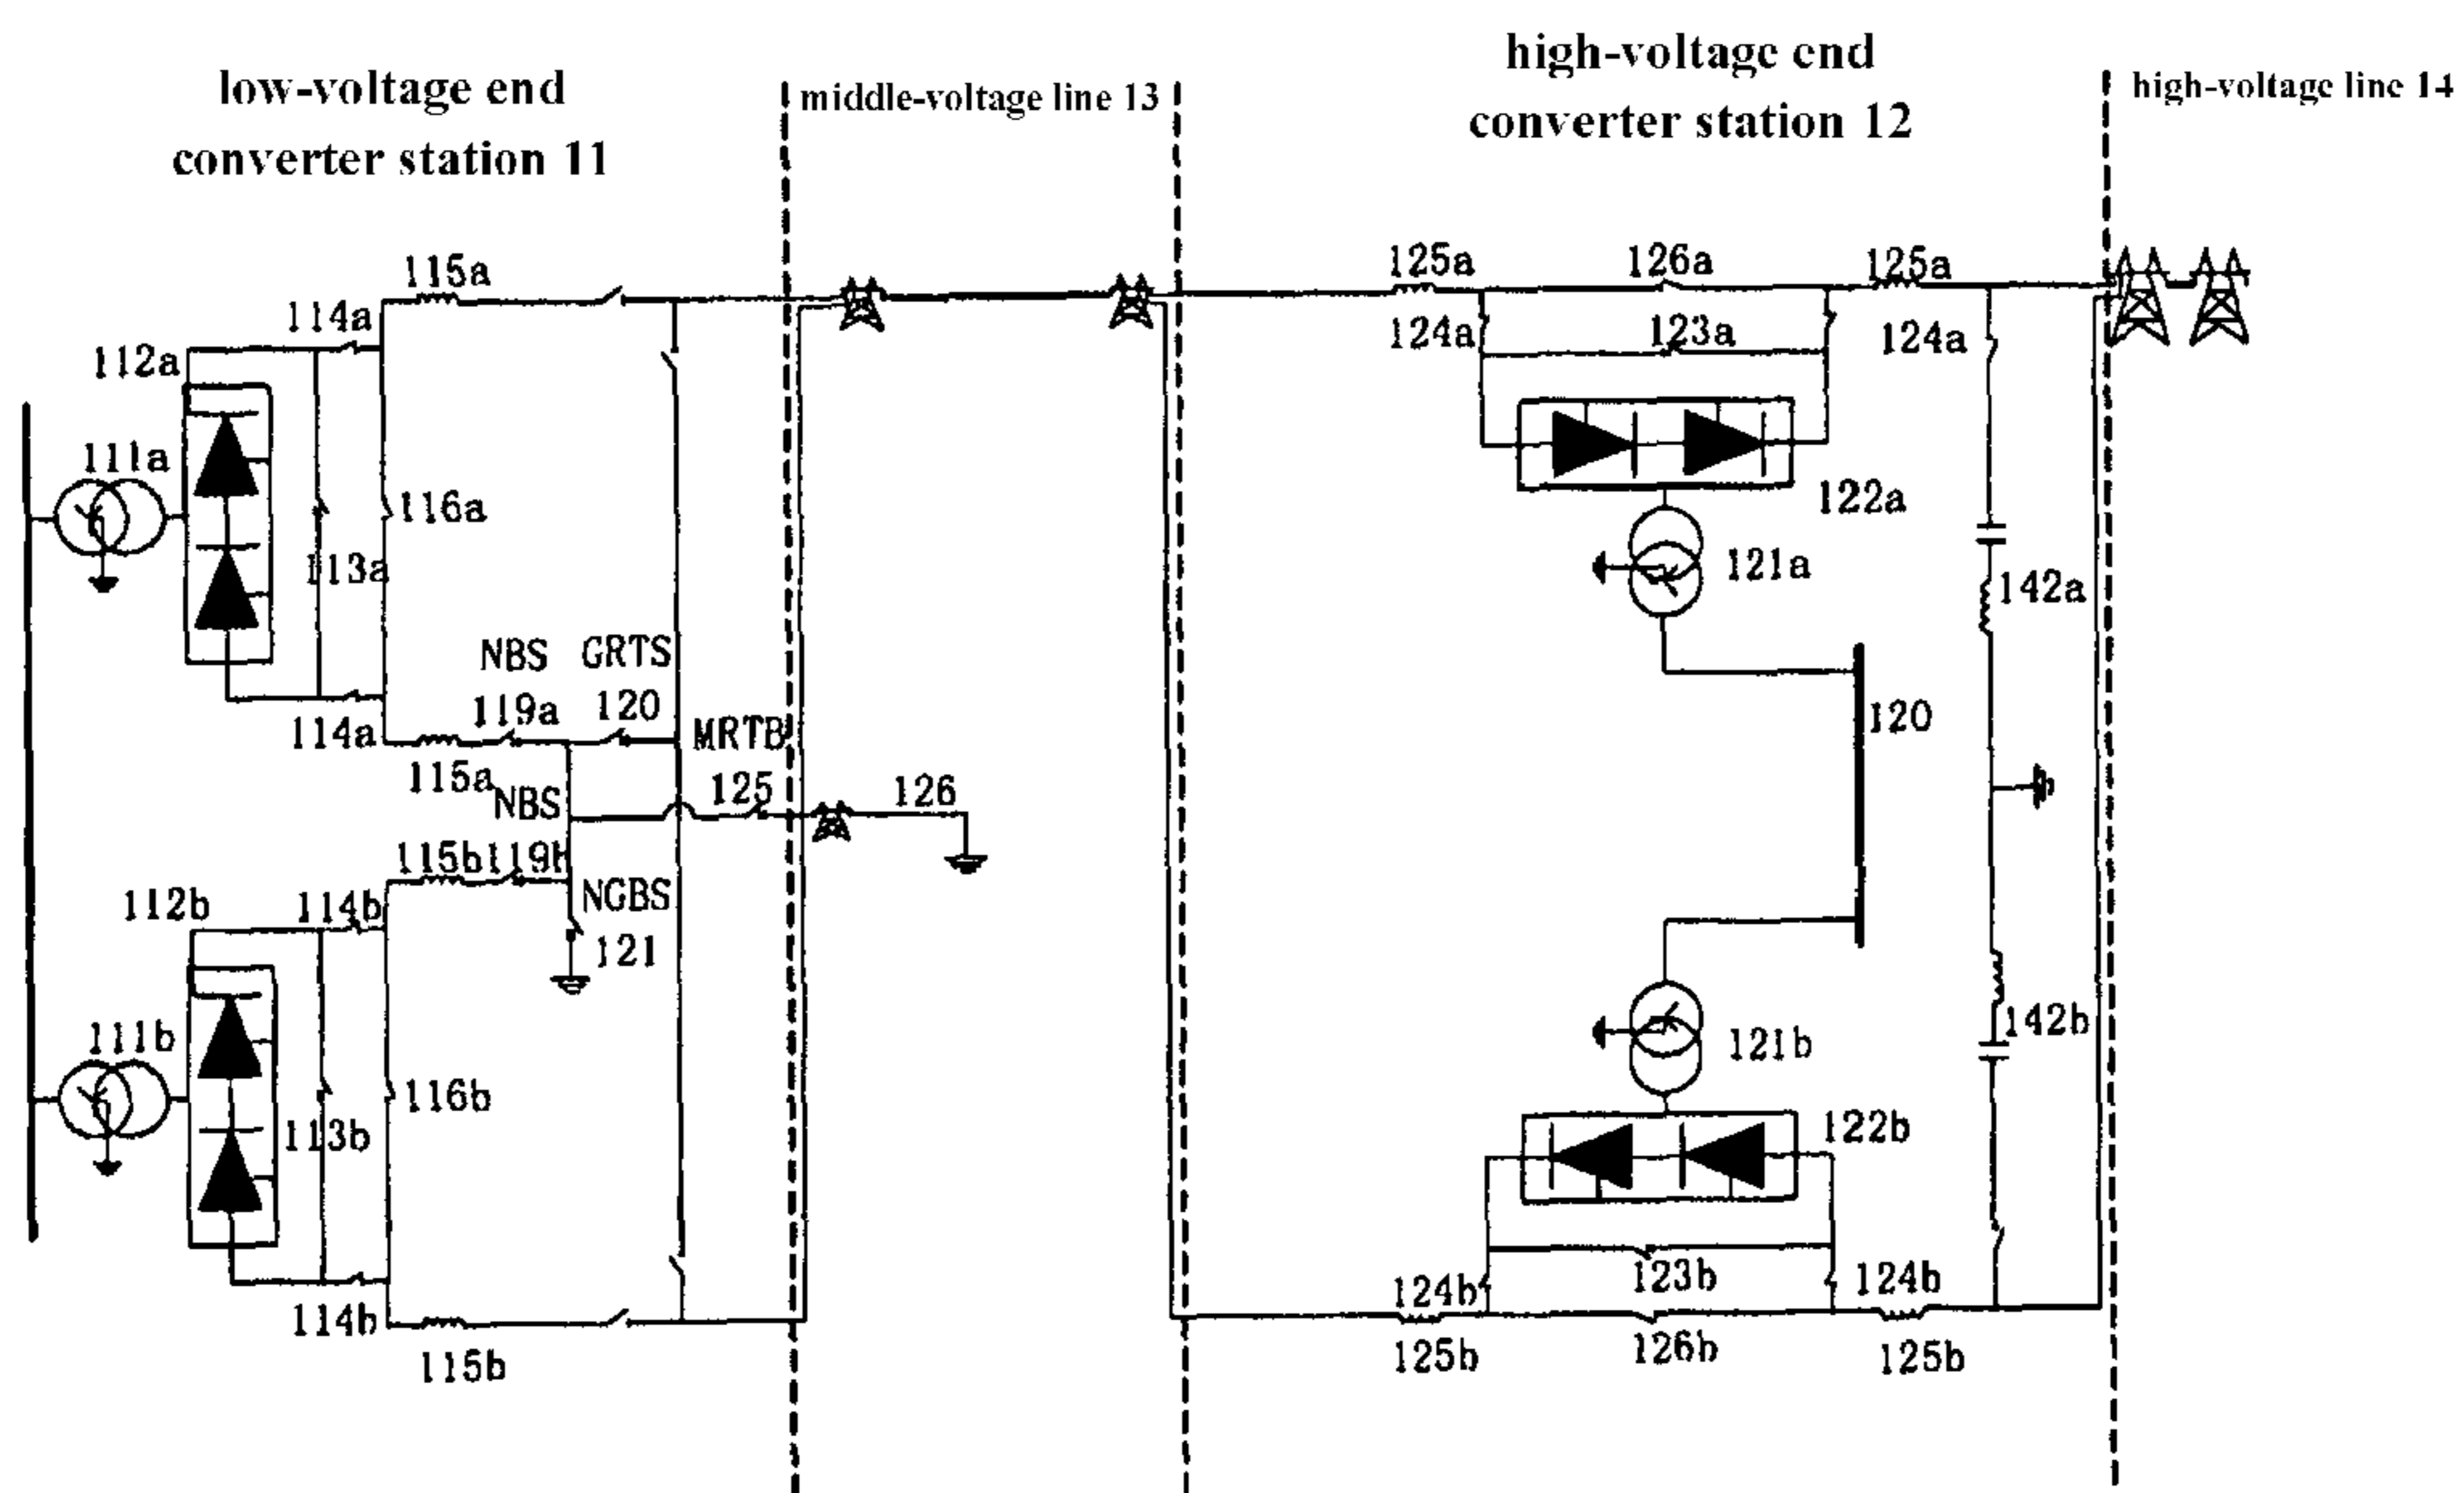 low-voltage end
converter station 11
middle-voltage line 13
high-voltage end
converter station 12
high-voltage line 14
115a
114a
112a
111a
116a
113a
NBS GRTS
119a 120
114a
115a
MRTB
NBS
125
126
115b
NGBS
121
112b
114b
111b
116b
113b
114b
115b
125a
126a
125a
124a
123a
124a
122a
121a
142a
120
142b
121b
122b
124b
123b
124b
125b
126b
125b